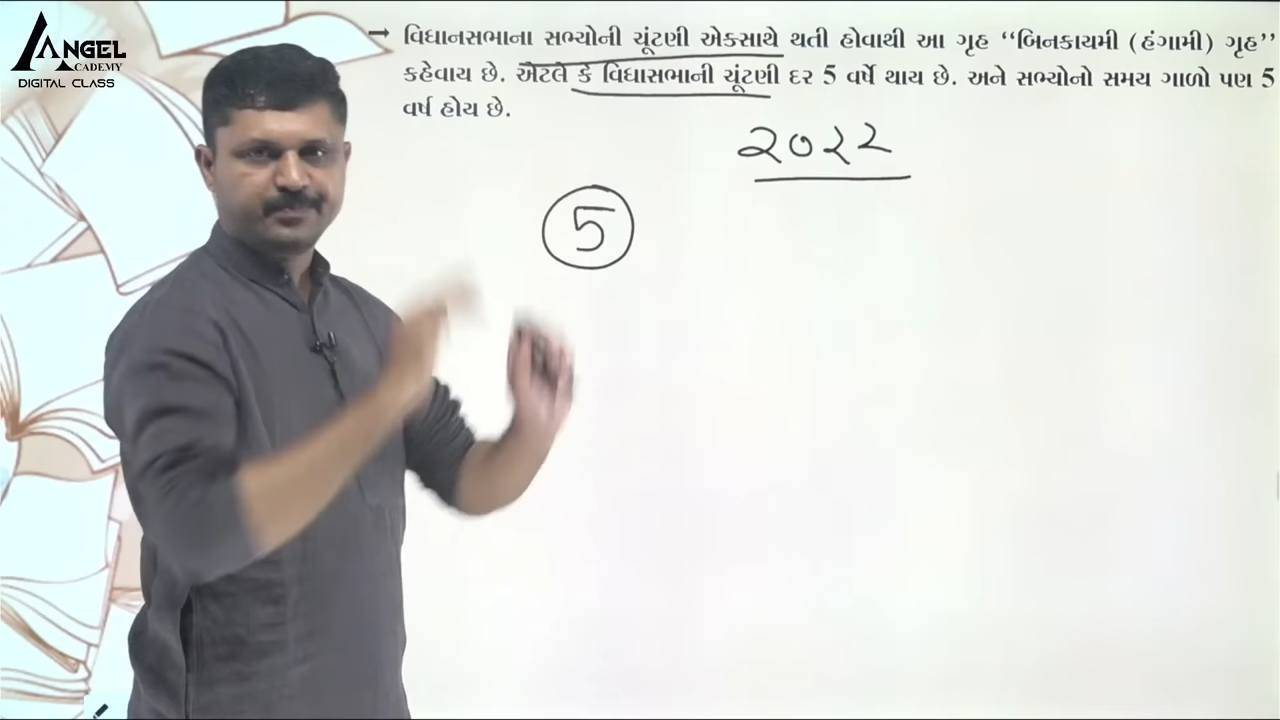 ANGEL
ACADEMY
DIGITAL CLASS
→ વિધાનસભાના સભ્યોની ચૂંટણી એક્સાથે થતી હોવાથી આ ગૃહ “બિનકાયમી (હંગામી) ગૃહ”
કહેવાય છે. એટલે કે વિધાસભાની ચૂંટણી દર 5 વર્ષે થાય છે. અને સભ્યોનો સમય ગાળો પણ 5
વર્ષ હોય છે.
૨૦૨૨
5